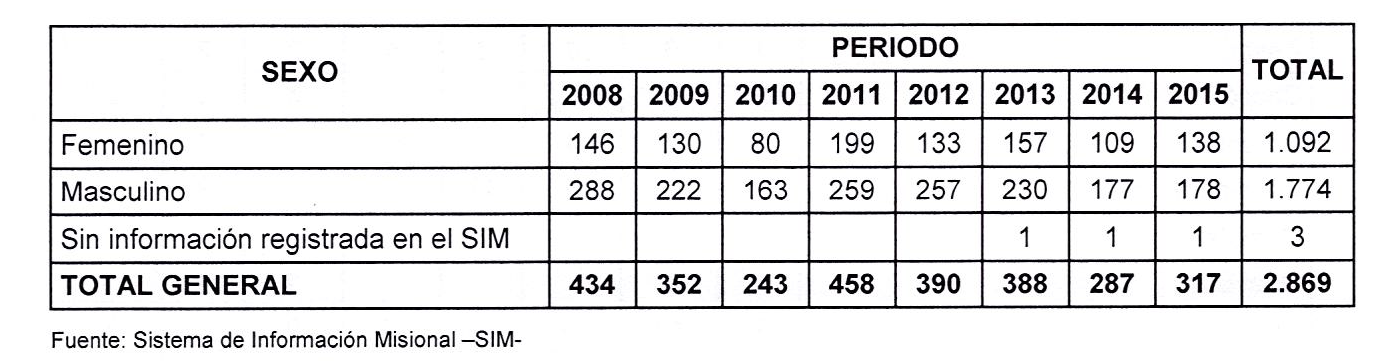 SEXO PERIODO TOTAL
2008 2009 2010 2011 2012 2013 2014 2015
Femenino 146 130 80 199 133 157 109 138 1.092
Masculino 288 222 163 259 257 230 177 178 1.774
Sin información registrada en el SIM 1 1 1 3
TOTAL GENERAL 434 352 243 458 390 388 287 317 2.869
Fuente: Sistema de Información Misional –SIM-